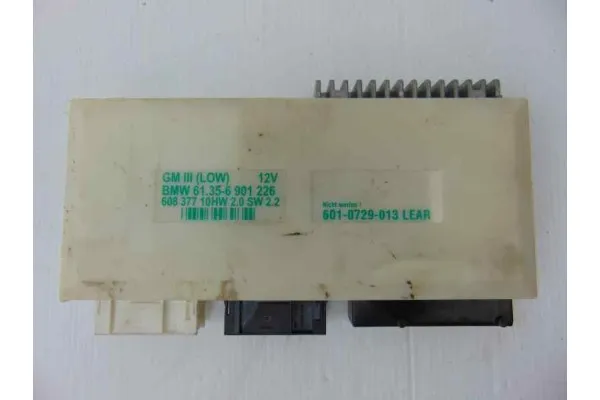 GM III (LOW) 12V
BMW 61.35-6 901 226
608 377 10HW 2.0 SW 2.2
601-0729-013 LEAR